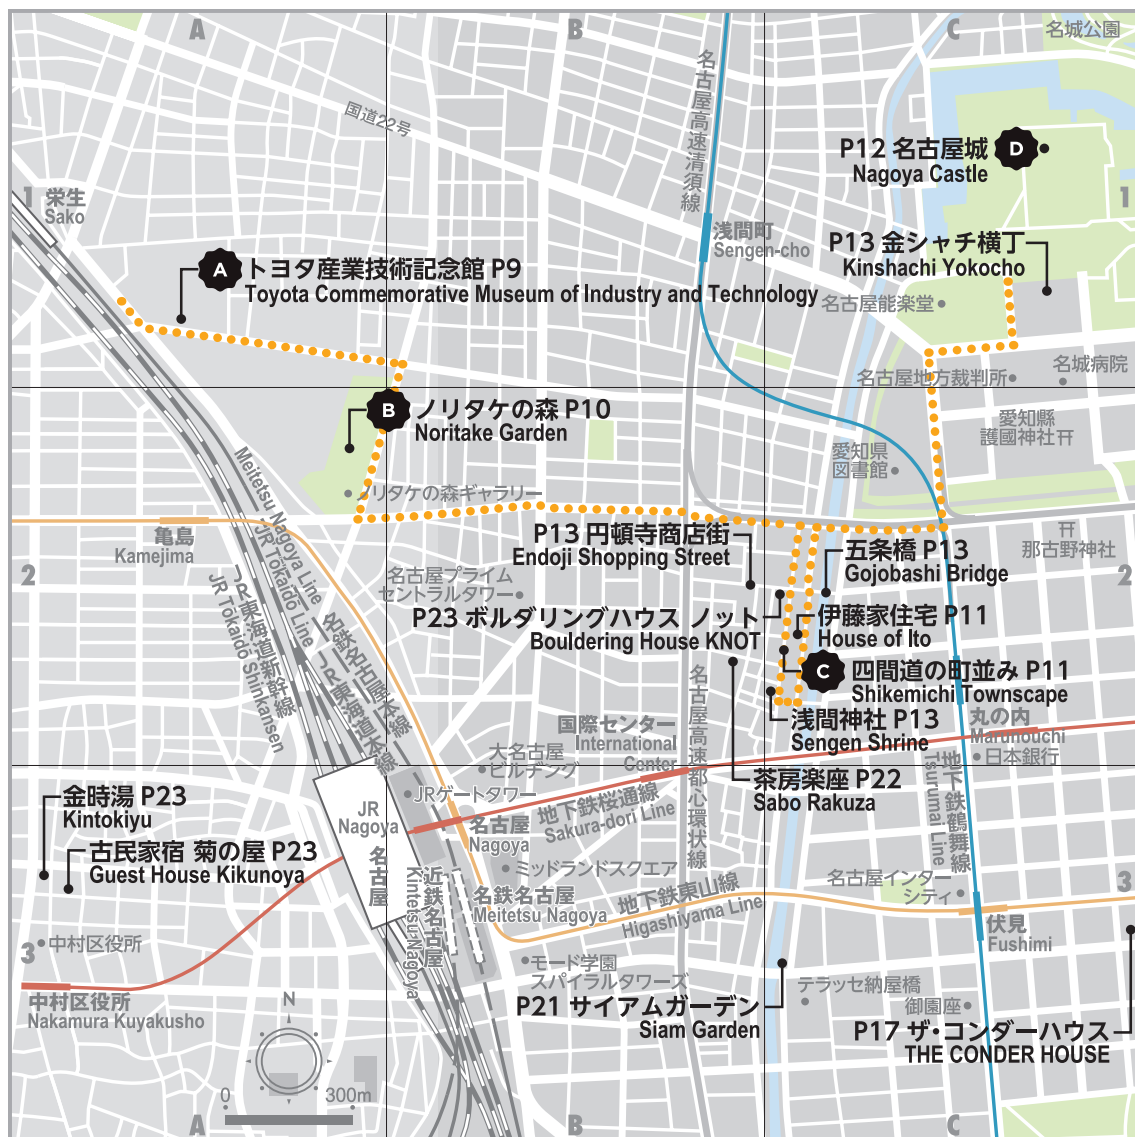 A
B
C
名城公園
国道22号
名古屋高速清須線
P12 名古屋城
Nagoya Castle
D
1
栄生
Sako
1
浅間町
Sengen-cho
P13 金シャチ横丁
Kinshachi Yokocho
A
トヨタ産業技術記念館 P9
Toyota Commemorative Museum of Industry and Technology
名古屋能楽堂
名古屋地方裁判所
名城病院
B
ノリタケの森 P10
Noritake Garden
愛知縣
護國神社
愛知県
図書館
ノリタケの森ギャラリー
Meitetsu Nagoya Line
JR Tokaido Line
亀島
Kamejima
P13 円頓寺商店街
Endoji Shopping Street
那古野神社
五条橋 P13
Gojobashi Bridge
2
2
名古屋プライム
セントラルタワー
P23 ボルダリングハウス ノット
Bouldering House KNOT
伊藤家住宅 P11
House of Ito
JR東海道新幹線
JR Tokaido Shinkansen
名鉄名古屋本線
JR東海道本線
C
四間道の町並み P11
Shikemichi Townscape
名古屋高速都心環状線
浅間神社 P13
Sengen Shrine
国際センター
International
Center
丸の内
Marunouchi
日本銀行
大名古屋
ビルヂング
茶房楽座 P22
Sabo Rakuza
地下鉄鶴舞線
Tsurumai Line
金時湯 P23
Kintokiyu
JR
Nagoya
名古屋
JRゲートタワー
名古屋
Nagoya
地下鉄桜通線
Sakura-dori Line
古民家宿 菊の屋 P23
Guest House Kikunoya
ミッドランドスクエア
近鉄名古屋
Kintetsu-Nagoya
名鉄名古屋
Meitetsu Nagoya
地下鉄東山線
Higashiyama Line
名古屋インター
シティ
3
伏見
Fushimi
3
中村区役所
モード学園
スパイラルタワーズ
中村区役所
Nakamura Kuyakusho
N
P21 サイアムガーデン
Siam Garden
テラッセ納屋橋
御園座
P17 ザ・コンダーハウス
THE CONDER HOUSE
0
300m
A
B
C